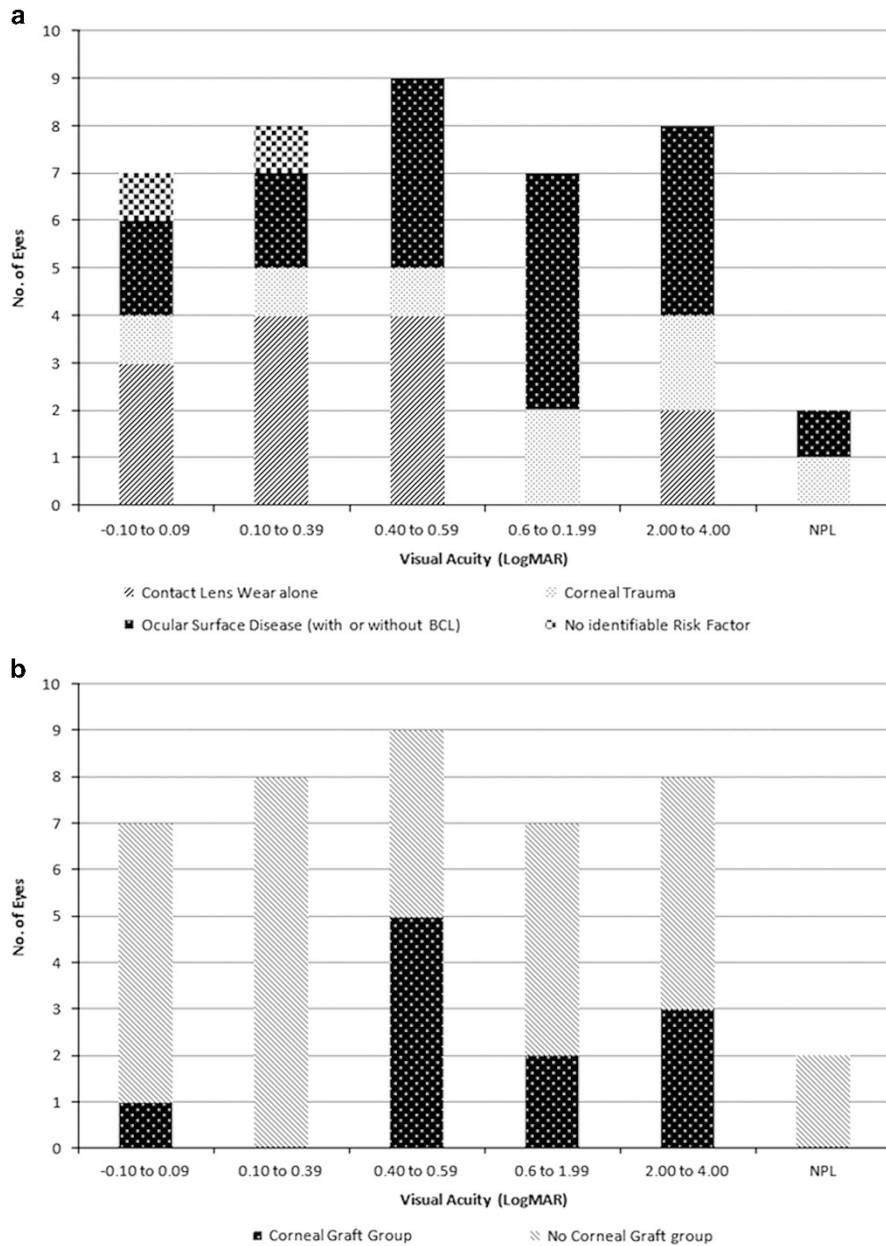 a
10
9
8
7
6
5
4
3
2
1
0
No. of Eyes
-0.10 to 0.09 0.10 to 0.39 0.40 to 0.59 0.6 to 0.1.99 2.00 to 4.00 NPL
Visual Acuity (LogMAR)
Contact Lens Wear alone Corneal Trauma
Ocular Surface Disease (with or without BCL) No identifiable Risk Factor
b
10
9
8
7
6
5
4
3
2
1
0
No. of Eyes
-0.10 to 0.09 0.10 to 0.39 0.40 to 0.59 0.6 to 1.99 2.00 to 4.00 NPL
Visual Acuity (LogMAR)
Corneal Graft Group No Corneal Graft group